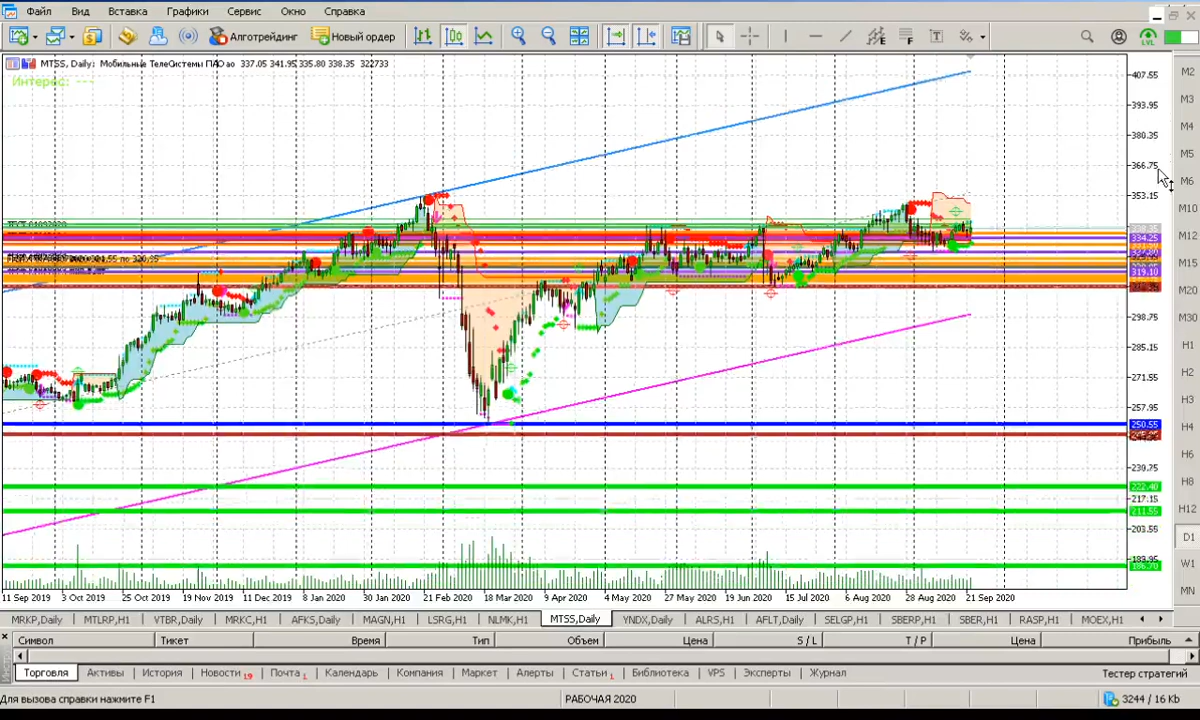 Файл Вид Вставка Графики Сервис Окно Справка
Алготрейдинг Новый ордер
MTSS, Daily: Мобильные ТелеСистемы ПАО ао 337.05 341.95 335.80 338.35 322733
Интерес: ---
407.55
393.95
380.35
366.75
353.15
338.35
334.25
319.10
298.75
285.15
271.55
257.95
250.55
230.75
222.40
217.15
211.55
203.55
186.70
M2
M3
M4
M5
M6
M10
M12
M15
M20
M30
H1
H2
H3
H4
H6
H8
H12
D1
W1
MN
11 Sep 2019 3 Oct 2019 25 Oct 2019 19 Nov 2019 11 Dec 2019 8 Jan 2020 30 Jan 2020 21 Feb 2020 18 Mar 2020 9 Apr 2020 4 May 2020 27 May 2020 19 Jun 2020 15 Jul 2020 6 Aug 2020 28 Aug 2020 21 Sep 2020
MRKP,Daily MTLRP,H1 VTBR,Daily MRKC,H1 AFKS,Daily MAGN,H1 LSRG,H1 NLMK,H1 MTSS,Daily YNDX,Daily ALRS,H1 AFLT,Daily SELGP,H1 SBERP,H1 SBER,H1 RASP,H1 MOEX,H1
Символ Тикет Время Тип Объем Цена S / L T / P Цена Прибыль
Торговля Активы История Новости 19 Почта 1 Календарь Компания Маркет Алерты Статьи 1 Библиотека VPS Эксперты Журнал Тестер стратегий
Для вызова справки нажмите F1 РАБОЧАЯ 2020 3244 / 16 Kb